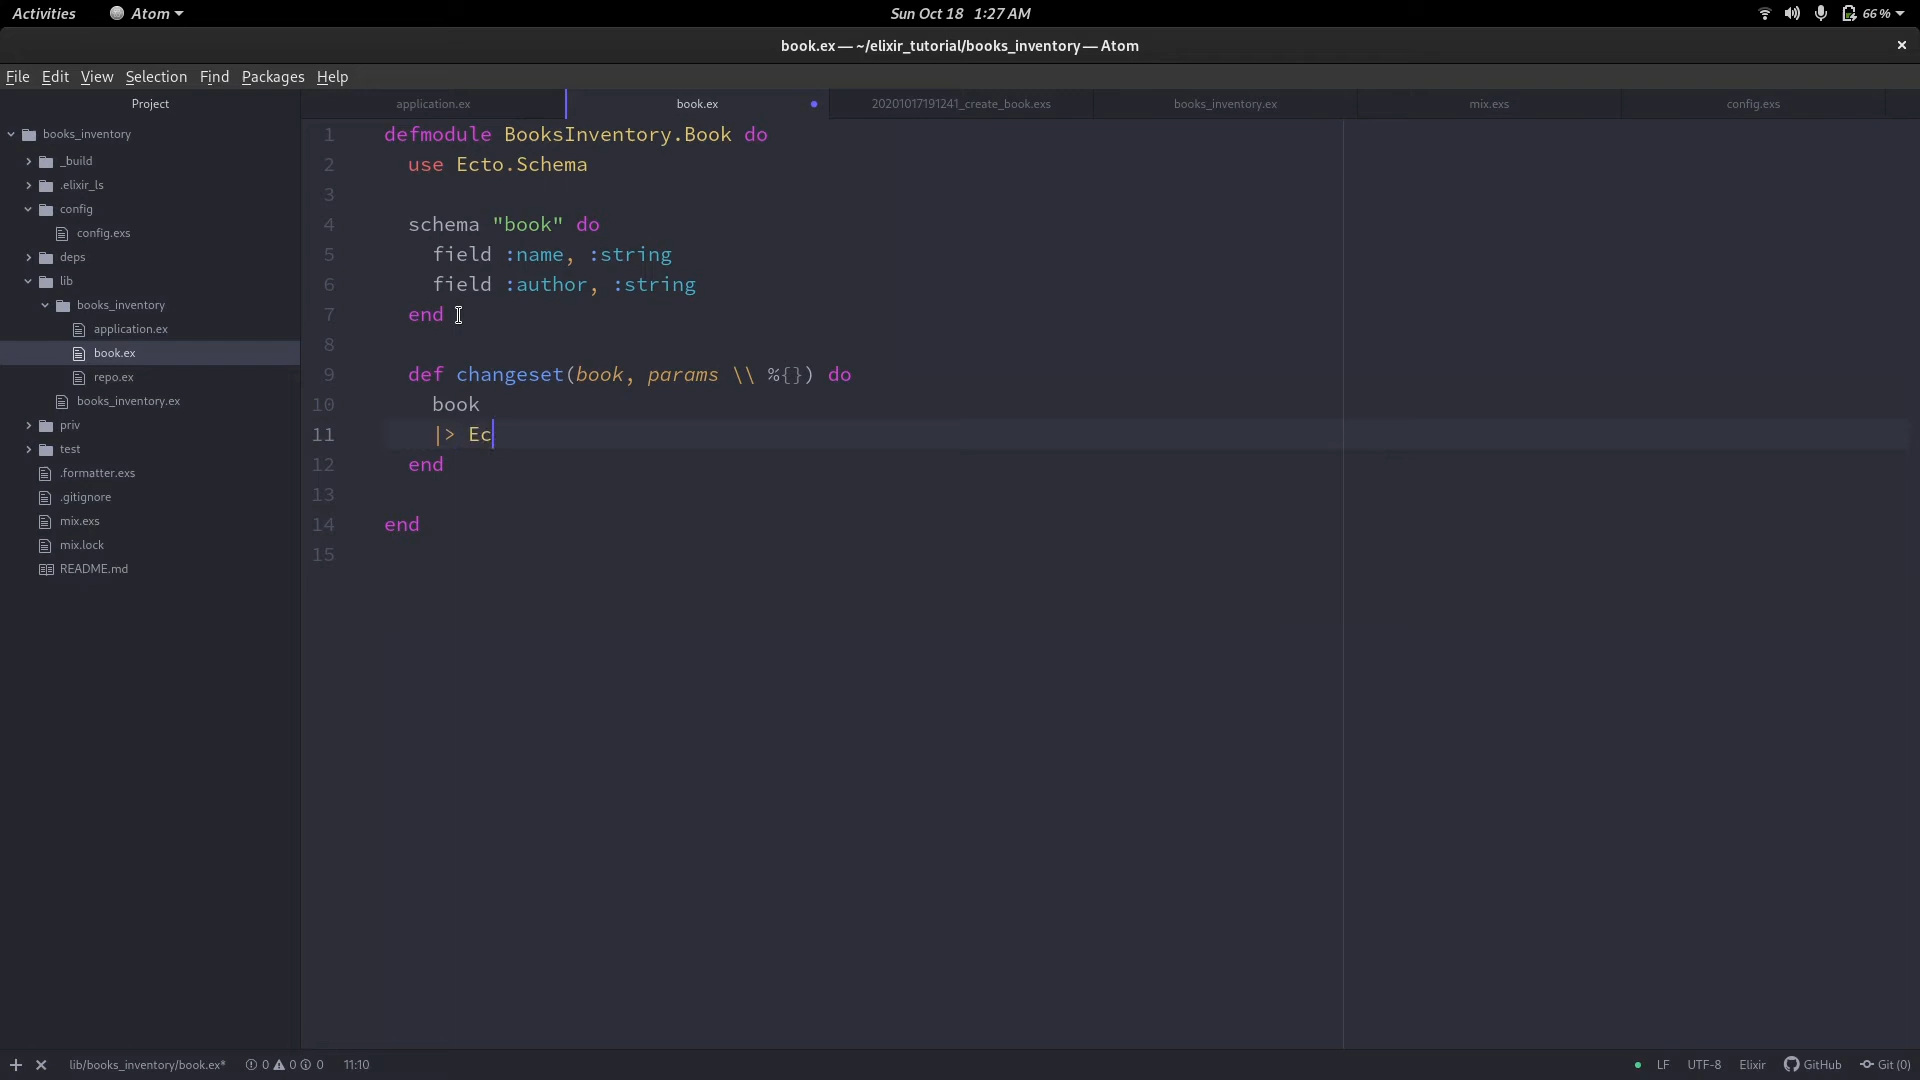 Activities Atom Sun Oct 18 1:27 AM 66 %
book.ex — ~/elixir_tutorial/books_inventory — Atom
File Edit View Selection Find Packages Help
Project
books_inventory
_build
.elixir_ls
config
config.exs
deps
lib
books_inventory
application.ex
book.ex
repo.ex
books_inventory.ex
priv
test
.formatter.exs
.gitignore
mix.exs
mix.lock
README.md
application.ex book.ex 20201017191241_create_book.exs books_inventory.ex mix.exs config.exs
1 defmodule BooksInventory.Book do
2 use Ecto.Schema
3
4 schema "book" do
5 field :name, :string
6 field :author, :string
7 end
8
9 def changeset(book, params \\ %{}) do
10 book
11 |> Ec
12 end
13
14 end
15
lib/books_inventory/book.ex* 0 0 0 11:10 LF UTF-8 Elixir GitHub Git (0)